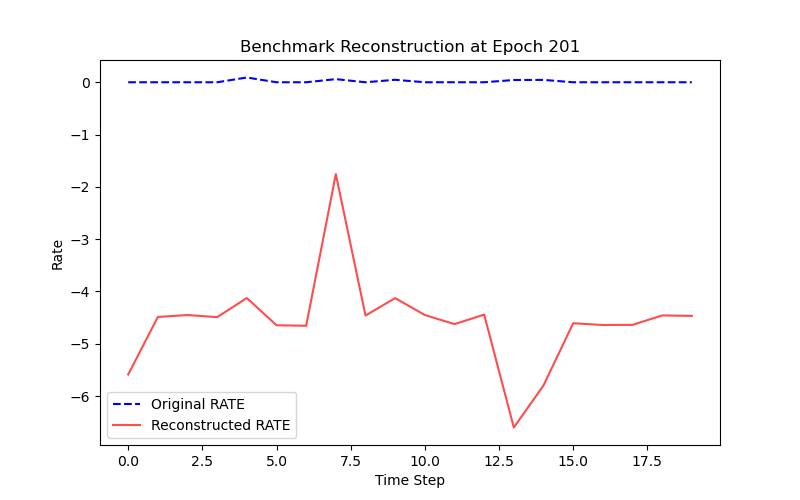 Benchmark Reconstruction at Epoch 201
Rate
0
−1
−2
−3
−4
−5
−6
Original RATE
Reconstructed RATE
0.0 2.5 5.0 7.5 10.0 12.5 15.0 17.5
Time Step